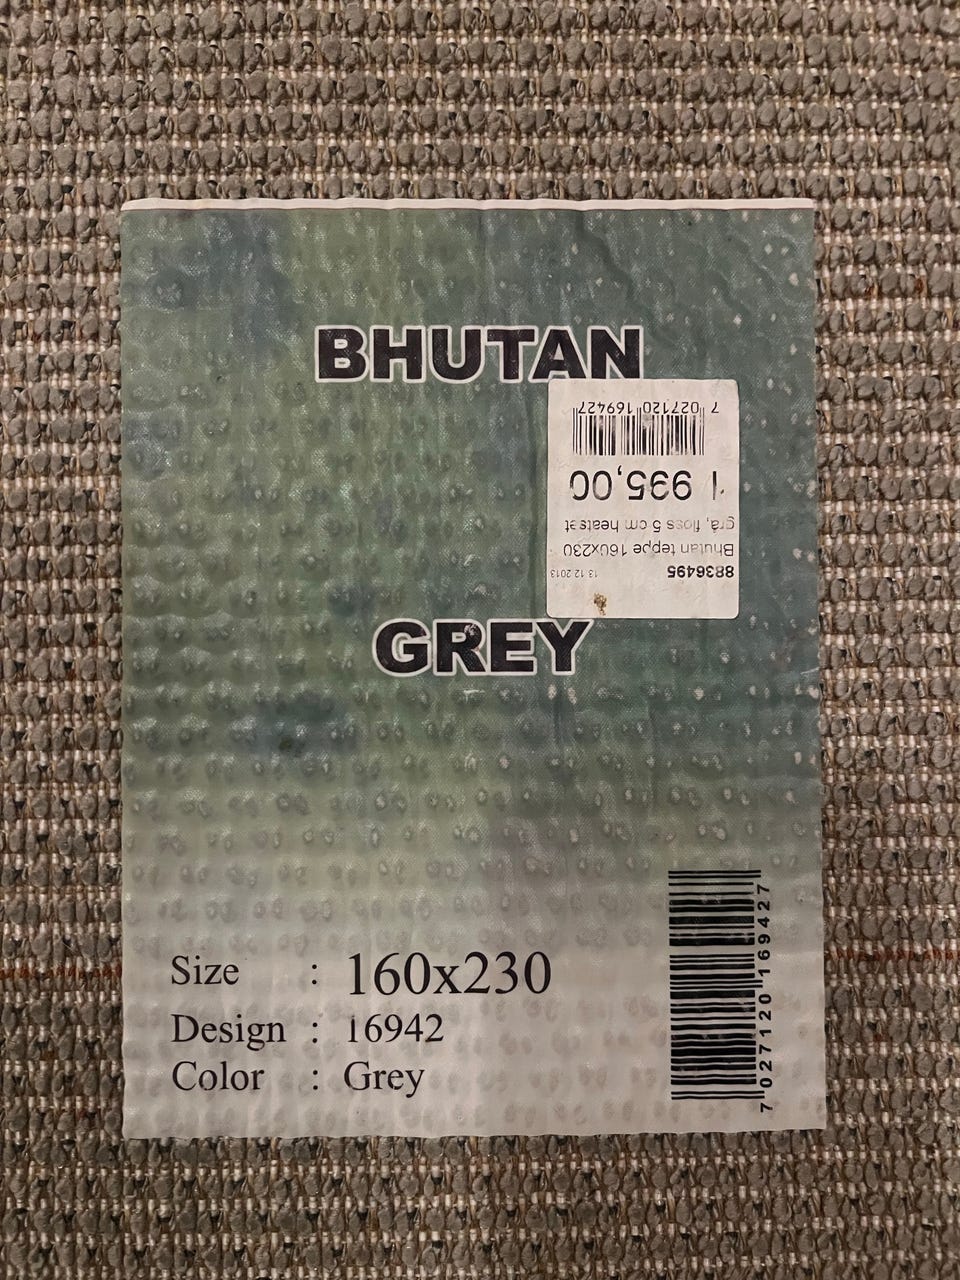 BHUTAN
8836495 13 12 2013
Bhutan teppe 160x230
grå, floss 5 cm heatset
1 995,00
7 027120 169427
GREY
Size : 160x230
Design : 16942
Color : Grey
7 027120 169427